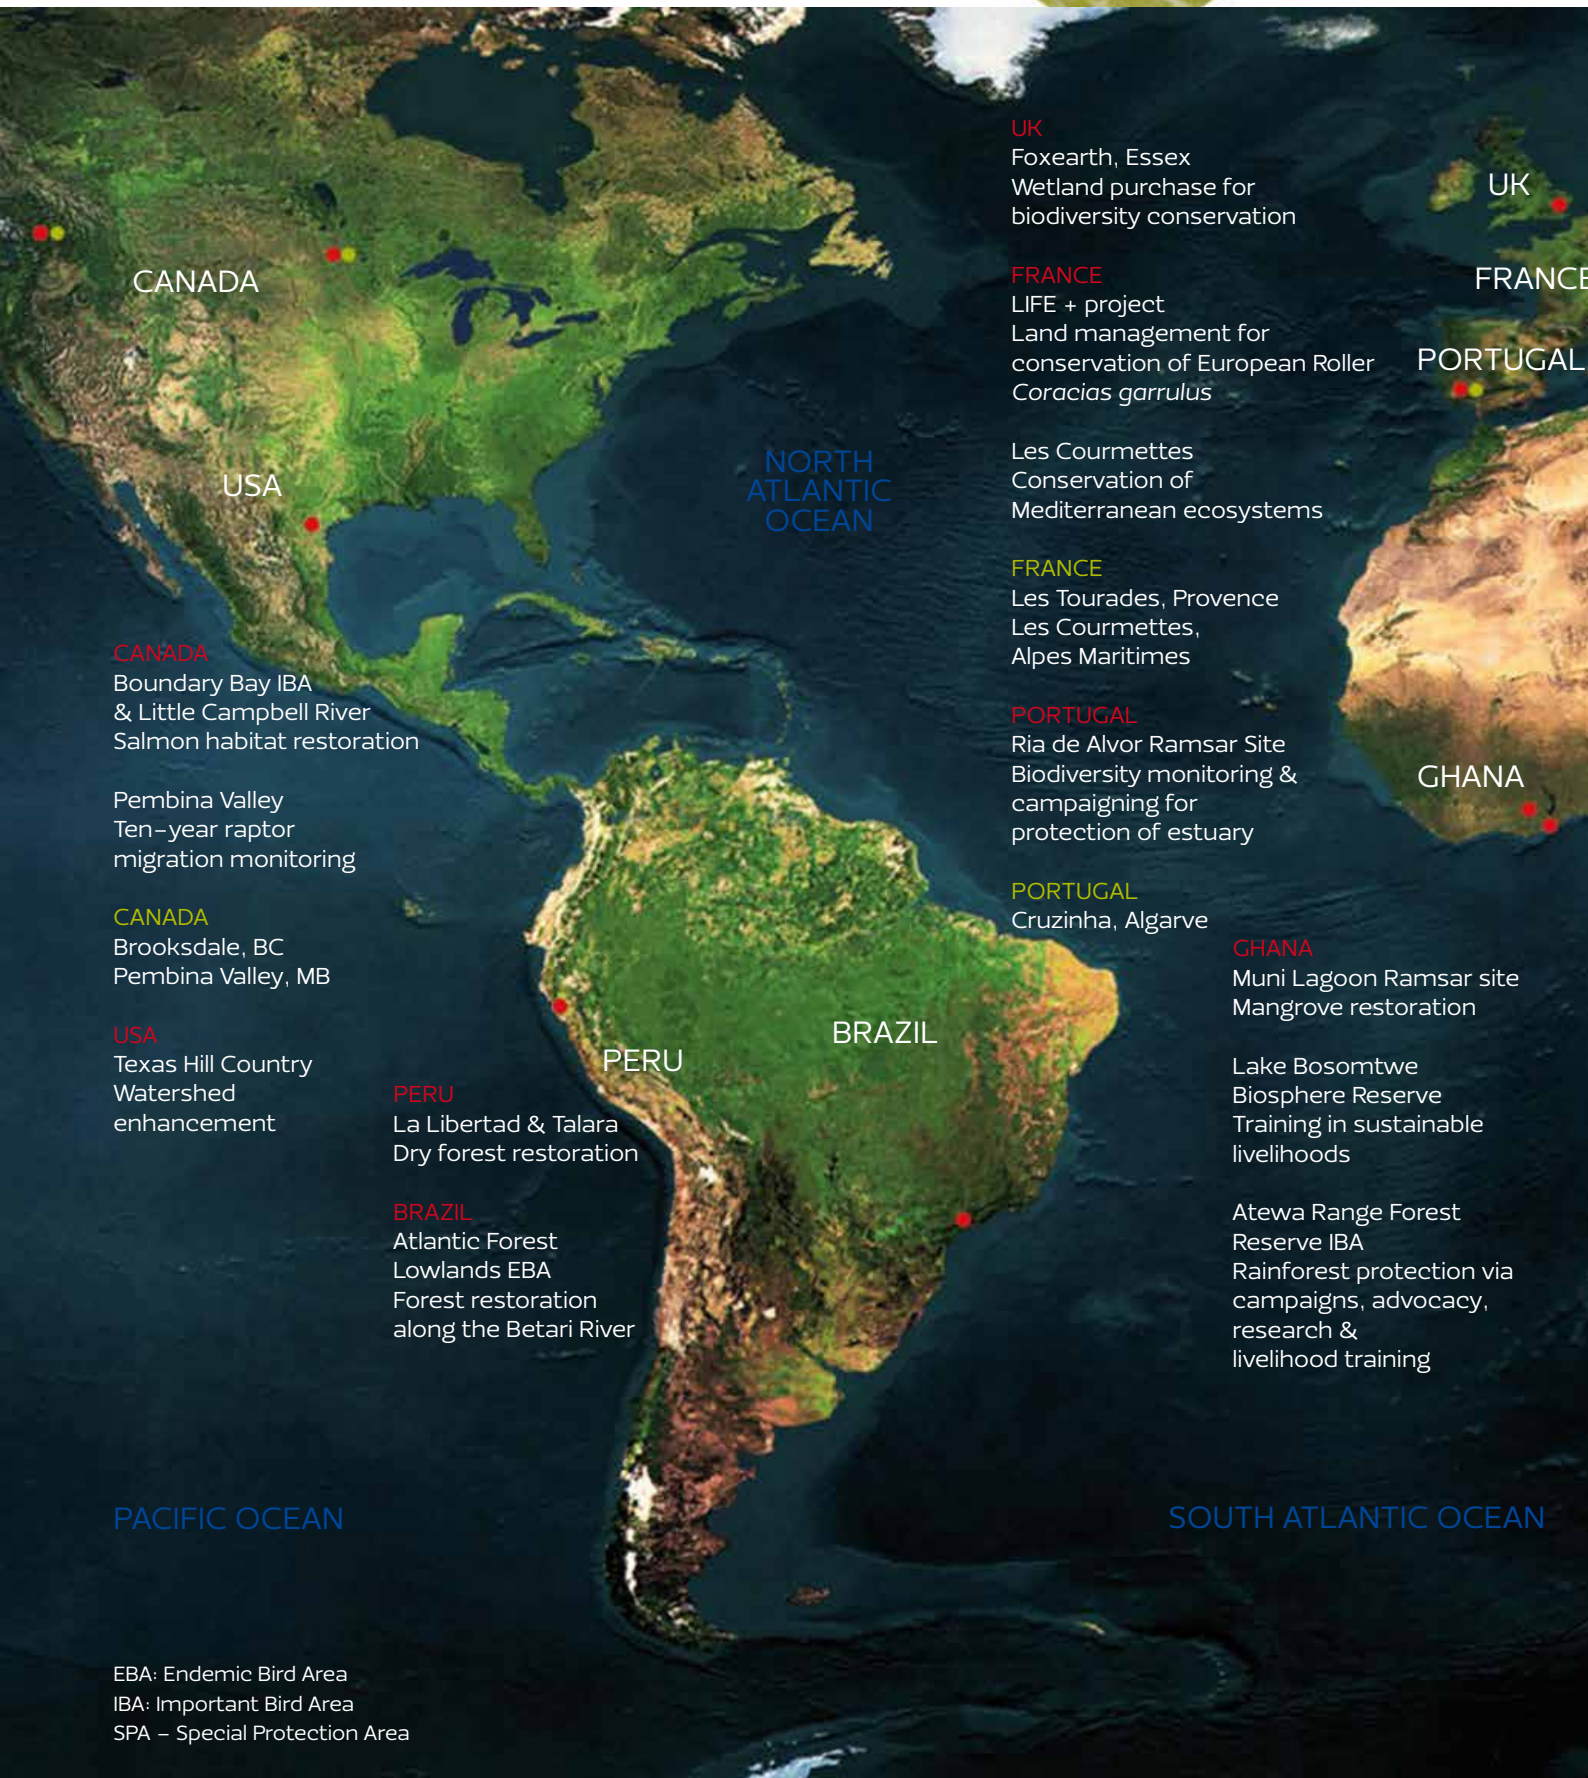 UK
Foxearth, Essex
Wetland purchase for
biodiversity conservation
FRANCE
LIFE + project
Land management for
conservation of European Roller
Coracias garrulus
Les Courmettes
Conservation of
Mediterranean ecosystems
FRANCE
Les Tourades, Provence
Les Courmettes,
Alpes Maritimes
PORTUGAL
Ria de Alvor Ramsar Site
Biodiversity monitoring &
campaigning for
protection of estuary
PORTUGAL
Cruzinha, Algarve
UK
FRANCE
PORTUGAL
GHANA
CANADA
USA
NORTH
ATLANTIC
OCEAN
CANADA
Boundary Bay IBA
& Little Campbell River
Salmon habitat restoration
Pembina Valley
Ten-year raptor
migration monitoring
CANADA
Brooksdale, BC
Pembina Valley, MB
USA
Texas Hill Country
Watershed
enhancement
PERU
BRAZIL
PERU
La Libertad & Talara
Dry forest restoration
BRAZIL
Atlantic Forest
Lowlands EBA
Forest restoration
along the Betari River
GHANA
Muni Lagoon Ramsar site
Mangrove restoration
Lake Bosomtwe
Biosphere Reserve
Training in sustainable
livelihoods
Atewa Range Forest
Reserve IBA
Rainforest protection via
campaigns, advocacy,
research &
livelihood training
PACIFIC OCEAN
SOUTH ATLANTIC OCEAN
EBA: Endemic Bird Area
IBA: Important Bird Area
SPA – Special Protection Area